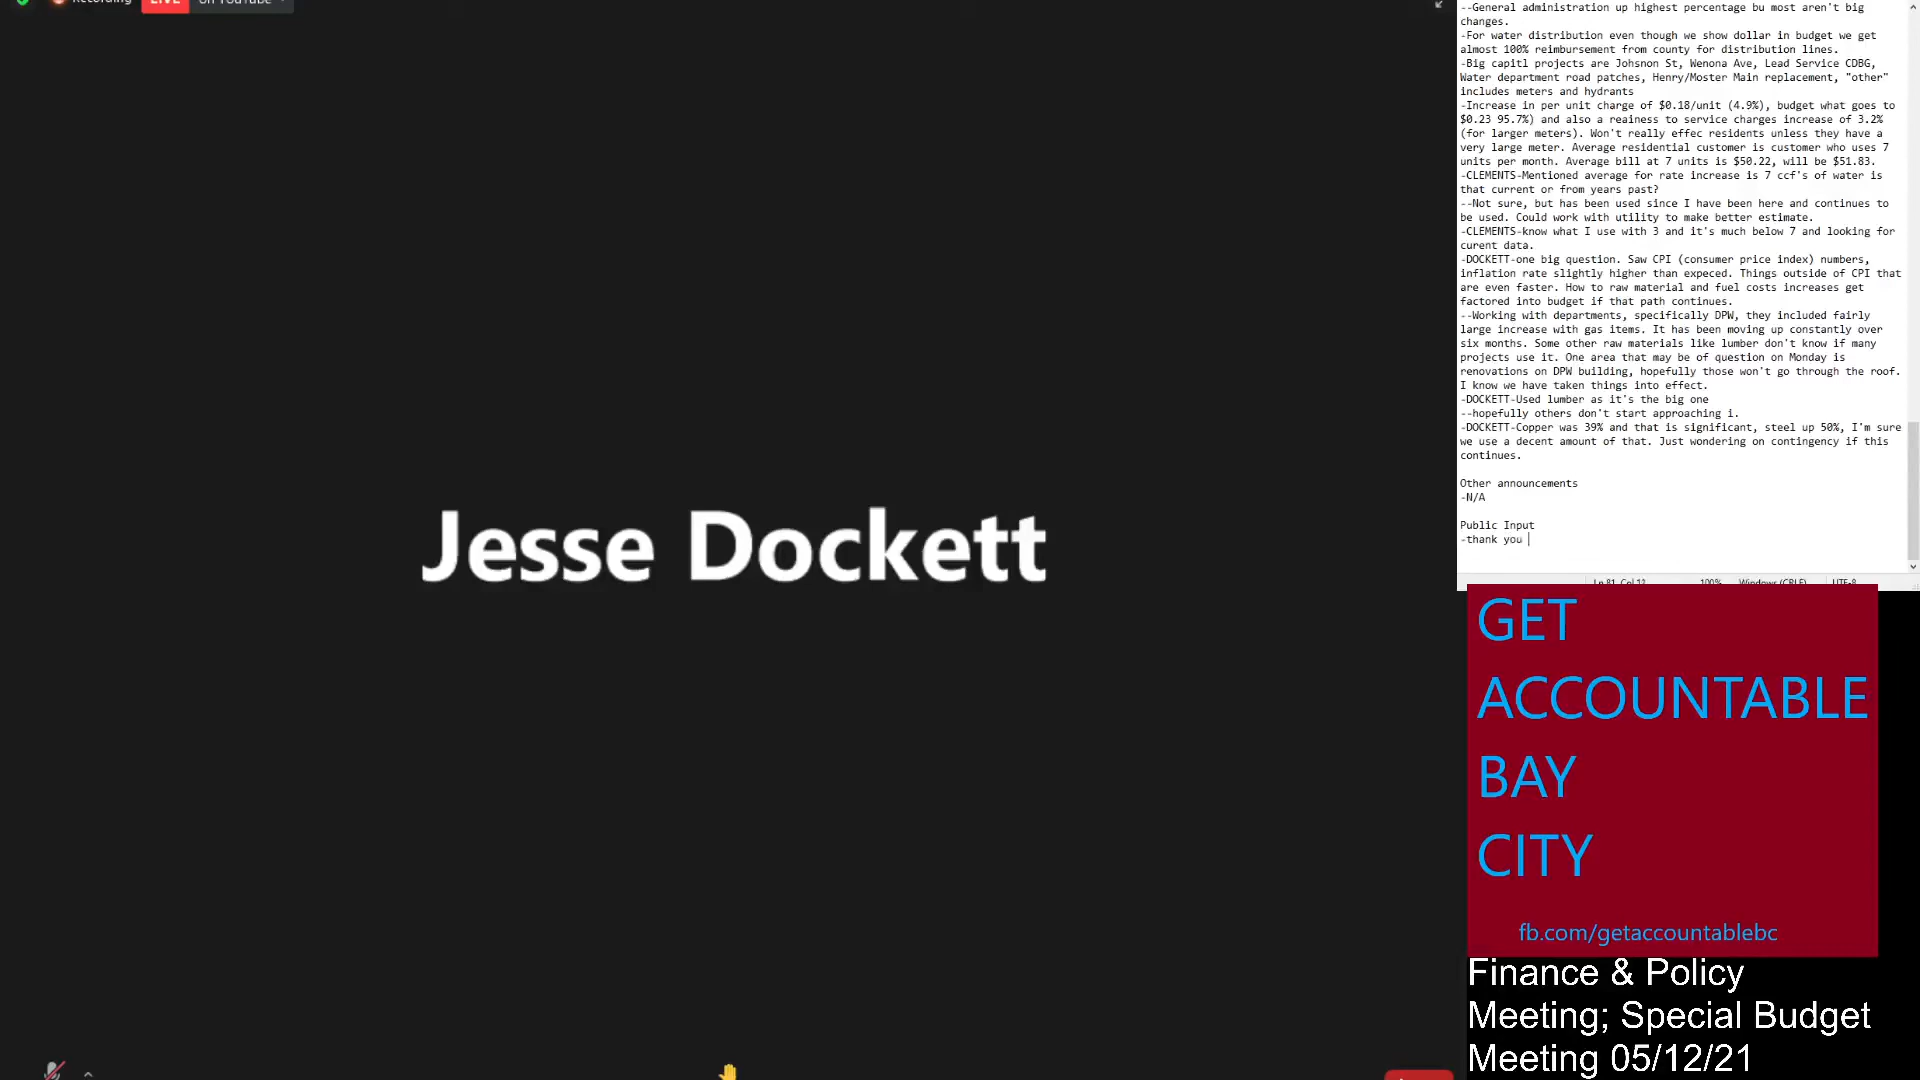 Recording LIVE on YouTube
Jesse Dockett
--General administration up highest percentage bu most aren't big
changes.
-For water distribution even though we show dollar in budget we get
almost 100% reimbursement from county for distribution lines.
-Big capitl projects are Johsnon St, Wenona Ave, Lead Service CDBG,
Water department road patches, Henry/Moster Main replacement, "other"
includes meters and hydrants
-Increase in per unit charge of $0.18/unit (4.9%), budget what goes to
$0.23 95.7%) and also a reainess to service charges increase of 3.2%
(for larger meters). Won't really effec residents unless they have a
very large meter. Average residential customer is customer who uses 7
units per month. Average bill at 7 units is $50.22, will be $51.83.
-CLEMENTS-Mentioned average for rate increase is 7 ccf's of water is
that current or from years past?
--Not sure, but has been used since I have been here and continues to
be used. Could work with utility to make better estimate.
-CLEMENTS-know what I use with 3 and it's much below 7 and looking for
curent data.
-DOCKETT-one big question. Saw CPI (consumer price index) numbers,
inflation rate slightly higher than expeced. Things outside of CPI that
are even faster. How to raw material and fuel costs increases get
factored into budget if that path continues.
--Working with departments, specifically DPW, they included fairly
large increase with gas items. It has been moving up constantly over
six months. Some other raw materials like lumber don't know if many
projects use it. One area that may be of question on Monday is
renovations on DPW building, hopefully those won't go through the roof.
I know we have taken things into effect.
-DOCKETT-Used lumber as it's the big one
--hopefully others don't start approaching i.
-DOCKETT-Copper was 39% and that is significant, steel up 50%, I'm sure
we use a decent amount of that. Just wondering on contingency if this
continues.
Other announcements
-N/A
Public Input
-thank you
Ln 81, Col 12 100% Windows (CRLF) UTF-8
GET
ACCOUNTABLE
BAY
CITY
fb.com/getaccountablebc
Finance & Policy
Meeting; Special Budget
Meeting 05/12/21